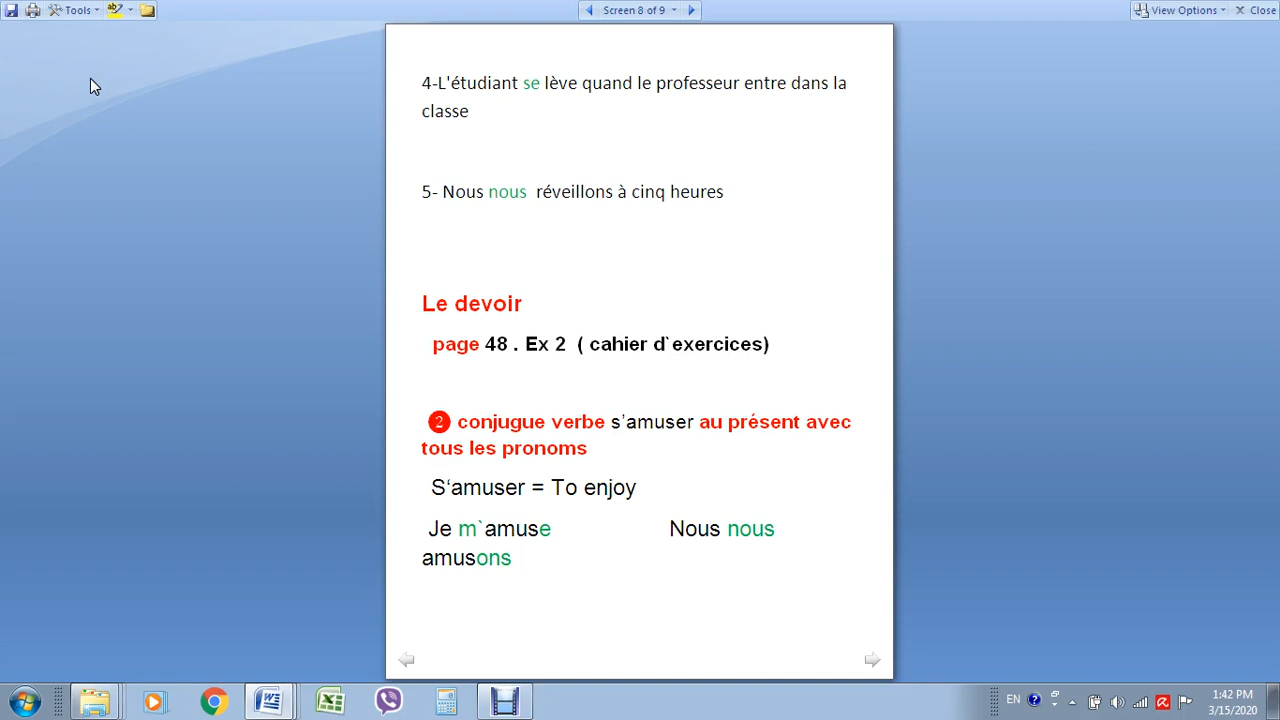 Tools
Screen 8 of 9
View Options
Close
4-L'étudiant se lève quand le professeur entre dans la
classe
5- Nous nous  réveillons à cinq heures
Le devoir
page 48 . Ex 2  ( cahier d`exercices)
2 conjugue verbe s’amuser au présent avec
tous les pronoms
S‘amuser = To enjoy
Je m`amuse Nous nous
amusons
EN
1:42 PM
3/15/2020